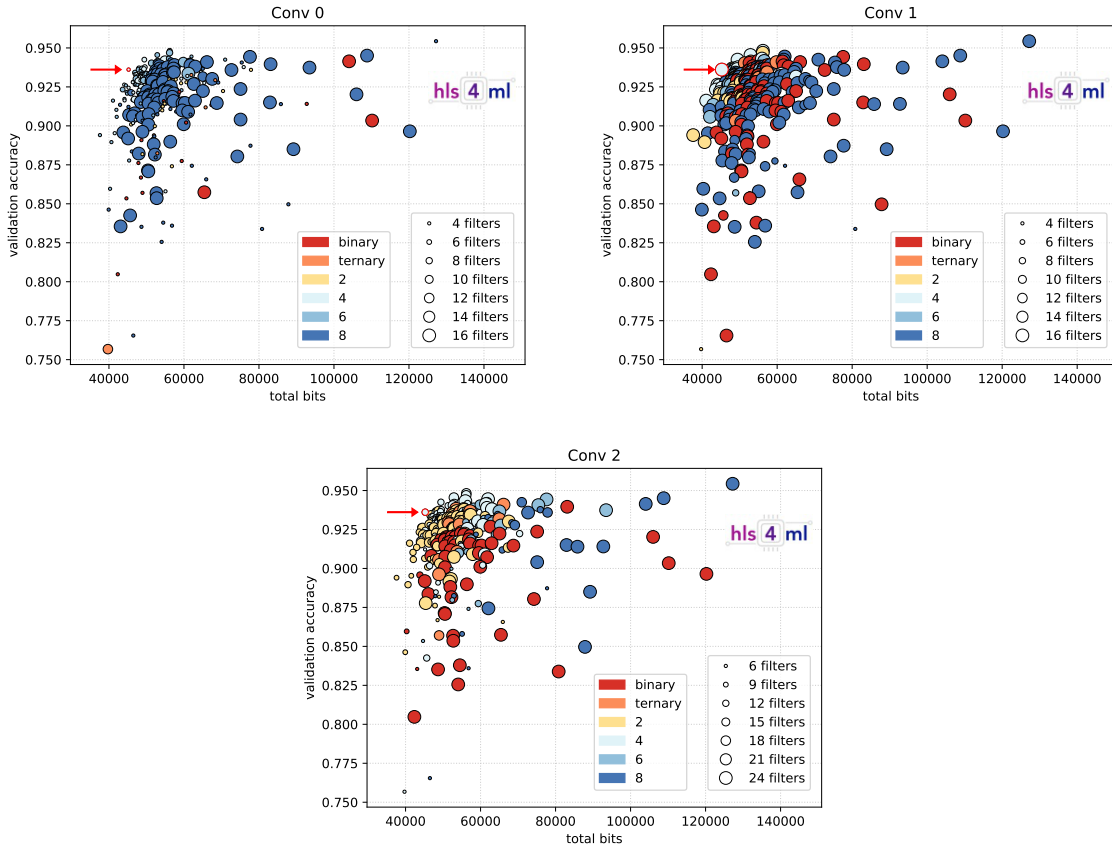 Conv 0
validation accuracy
0.950
0.925
0.900
0.875
0.850
0.825
0.800
0.775
0.750
hls 4 ml
binary
ternary
2
4
6
8
4 filters
6 filters
8 filters
10 filters
12 filters
14 filters
16 filters
40000 60000 80000 100000 120000 140000
total bits
Conv 1
validation accuracy
0.950
0.925
0.900
0.875
0.850
0.825
0.800
0.775
0.750
hls 4 ml
binary
ternary
2
4
6
8
4 filters
6 filters
8 filters
10 filters
12 filters
14 filters
16 filters
40000 60000 80000 100000 120000 140000
total bits
Conv 2
validation accuracy
0.950
0.925
0.900
0.875
0.850
0.825
0.800
0.775
0.750
hls 4 ml
binary
ternary
2
4
6
8
6 filters
9 filters
12 filters
15 filters
18 filters
21 filters
24 filters
40000 60000 80000 100000 120000 140000
total bits